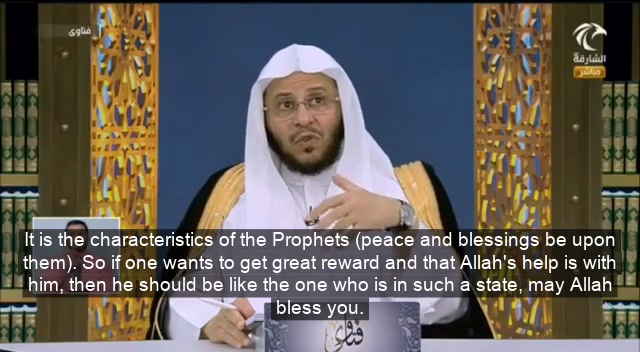 فتاوى
الشارقة
مباشر
It is the characteristics of the Prophets (peace and blessings be upon
them). So if one wants to get great reward and that Allah's help is with
him, then he should be like the one who is in such a state, may Allah
bless you.
فتاوى